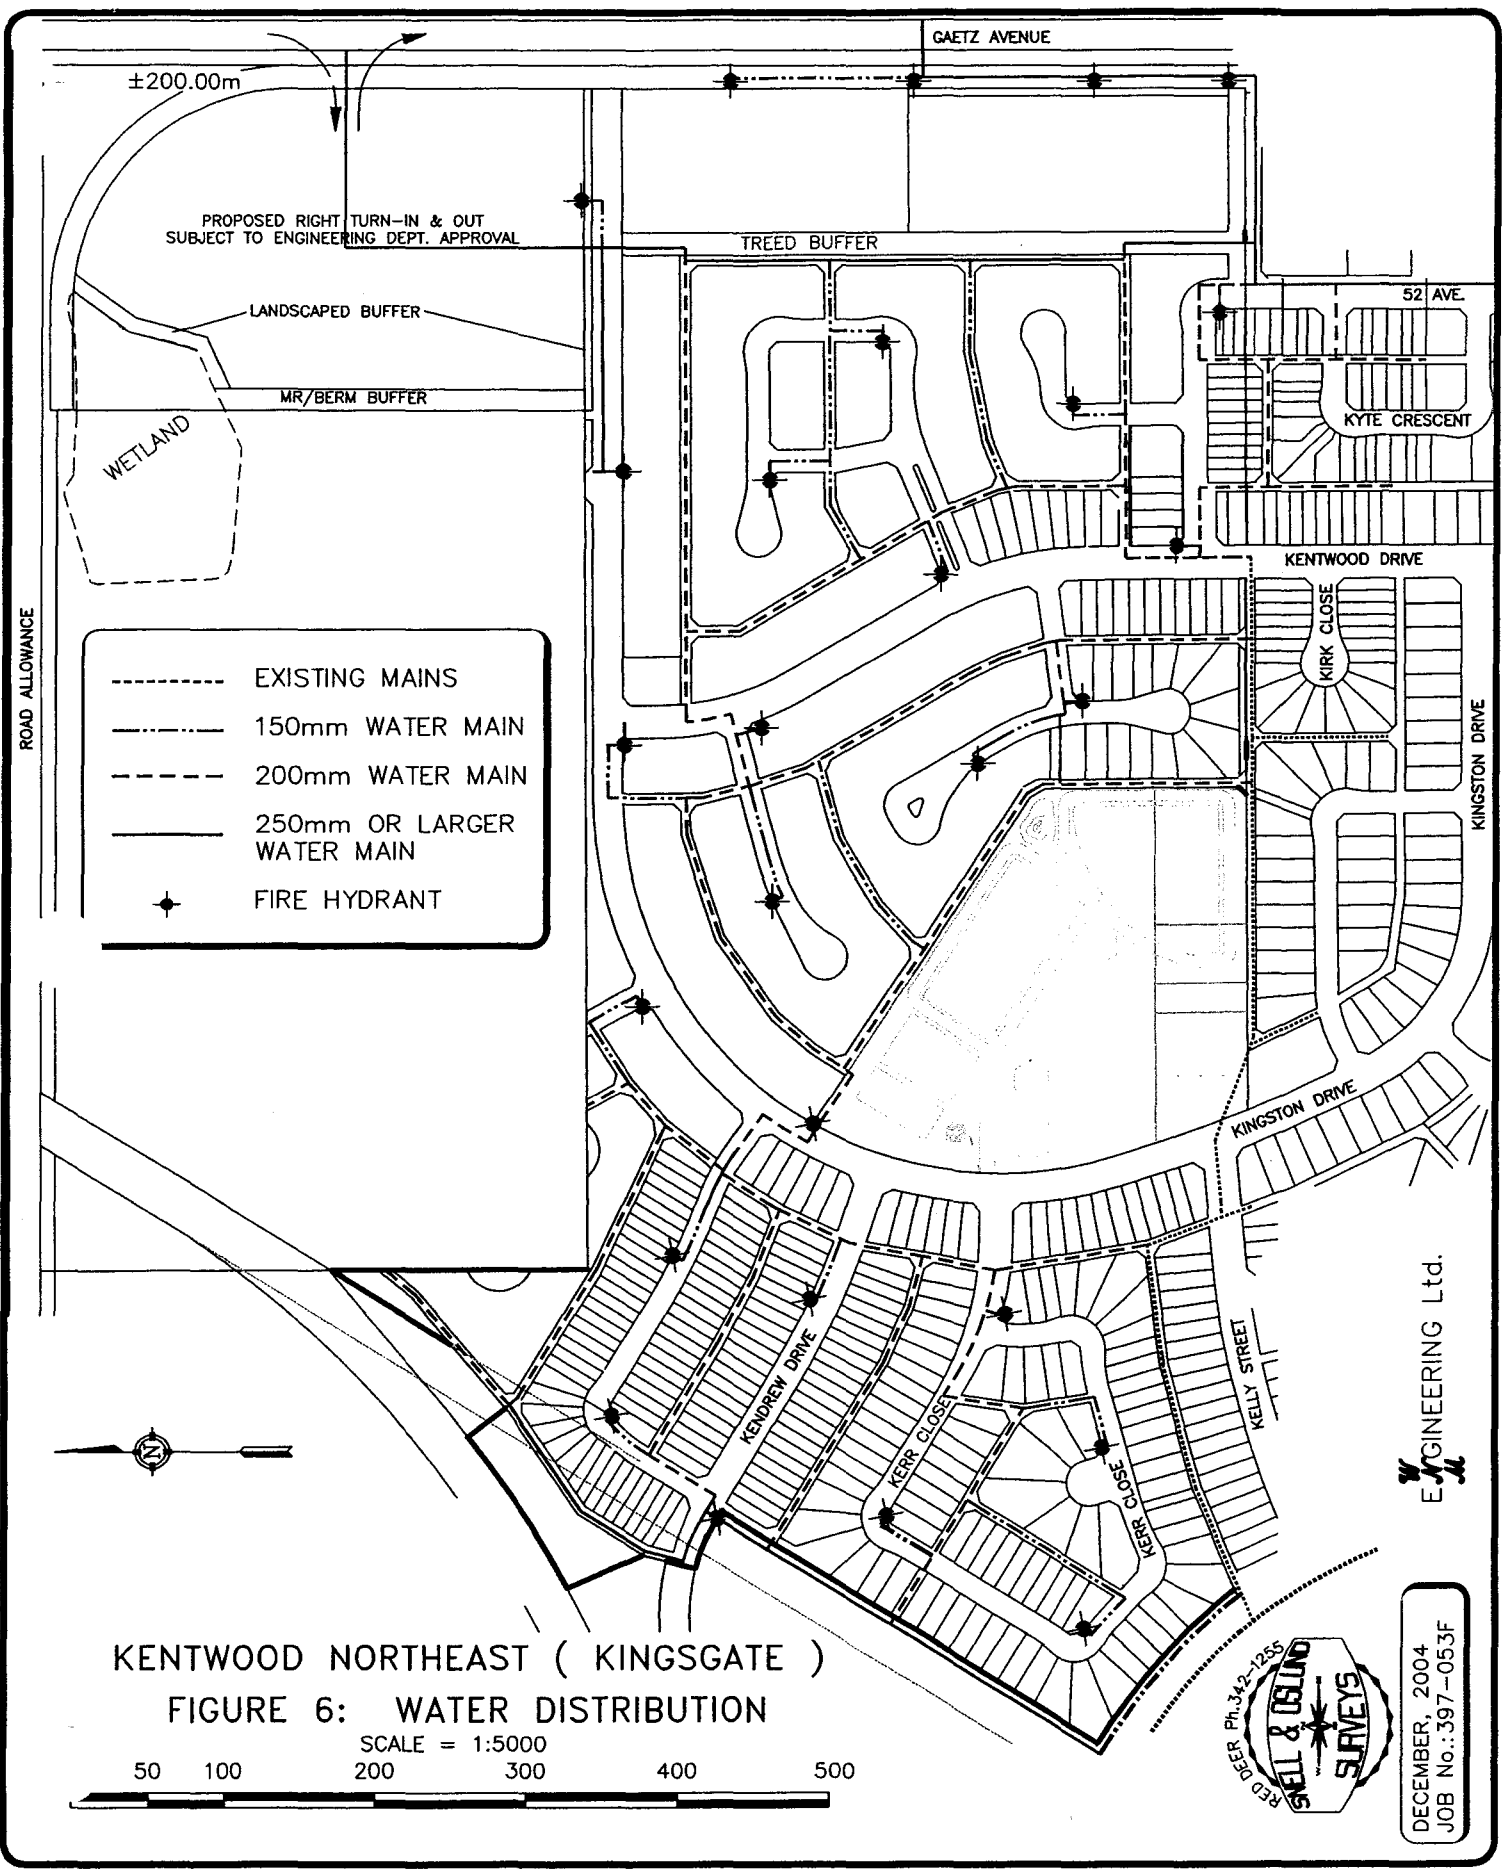 GAETZ AVENUE
±200.00m
PROPOSED RIGHT TURN-IN & OUT
SUBJECT TO ENGINEERING DEPT. APPROVAL
TREED BUFFER
LANDSCAPED BUFFER
52 AVE.
MR/BERM BUFFER
KYTE CRESCENT
WETLAND
KENTWOOD DRIVE
KIRK CLOSE
ROAD ALLOWANCE
KINGSTON DRIVE
EXISTING MAINS
150mm WATER MAIN
200mm WATER MAIN
250mm OR LARGER
WATER MAIN
FIRE HYDRANT
KINGSTON DRIVE
KENDREW DRIVE
KERR CLOSE
KERR CLOSE
KELLY STREET
N
ENGINEERING Ltd.
KENTWOOD NORTHEAST ( KINGSGATE )
FIGURE 6: WATER DISTRIBUTION
SCALE = 1:5000
50 100 200 300 400 500
RED DEER Ph.342-1255
SNELL & OSLUND
SURVEYS
DECEMBER, 2004
JOB No.:397-053F